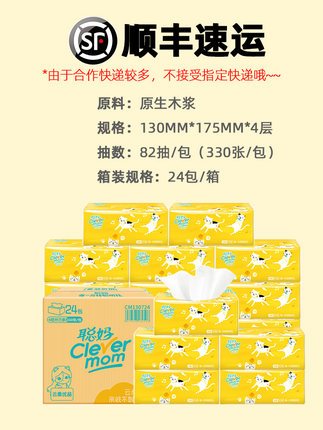 SF 顺丰速运
*由于合作快递较多，不接受指定快递哦~~
原料：原生木浆
规格：130MM*175MM*4层
抽数：82抽/包（330张/包）
箱装规格：24包/箱
24包
CM130724
聪妈
Clever
mom